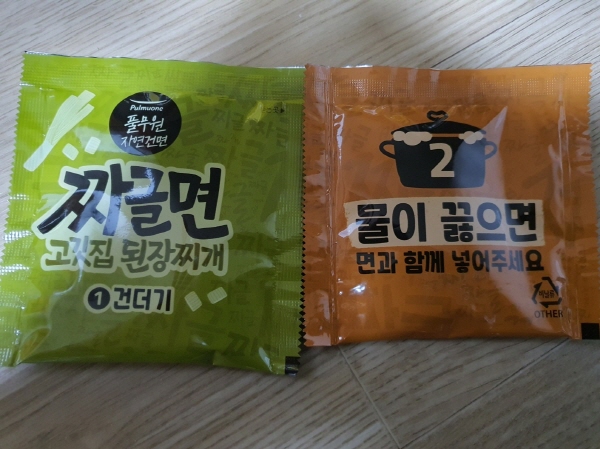 Pulmuone
풀무원
자연건면
짜글면
고깃집 된장찌개
1 건더기
2
물이 끓으면
면과 함께 넣어주세요
OTHER